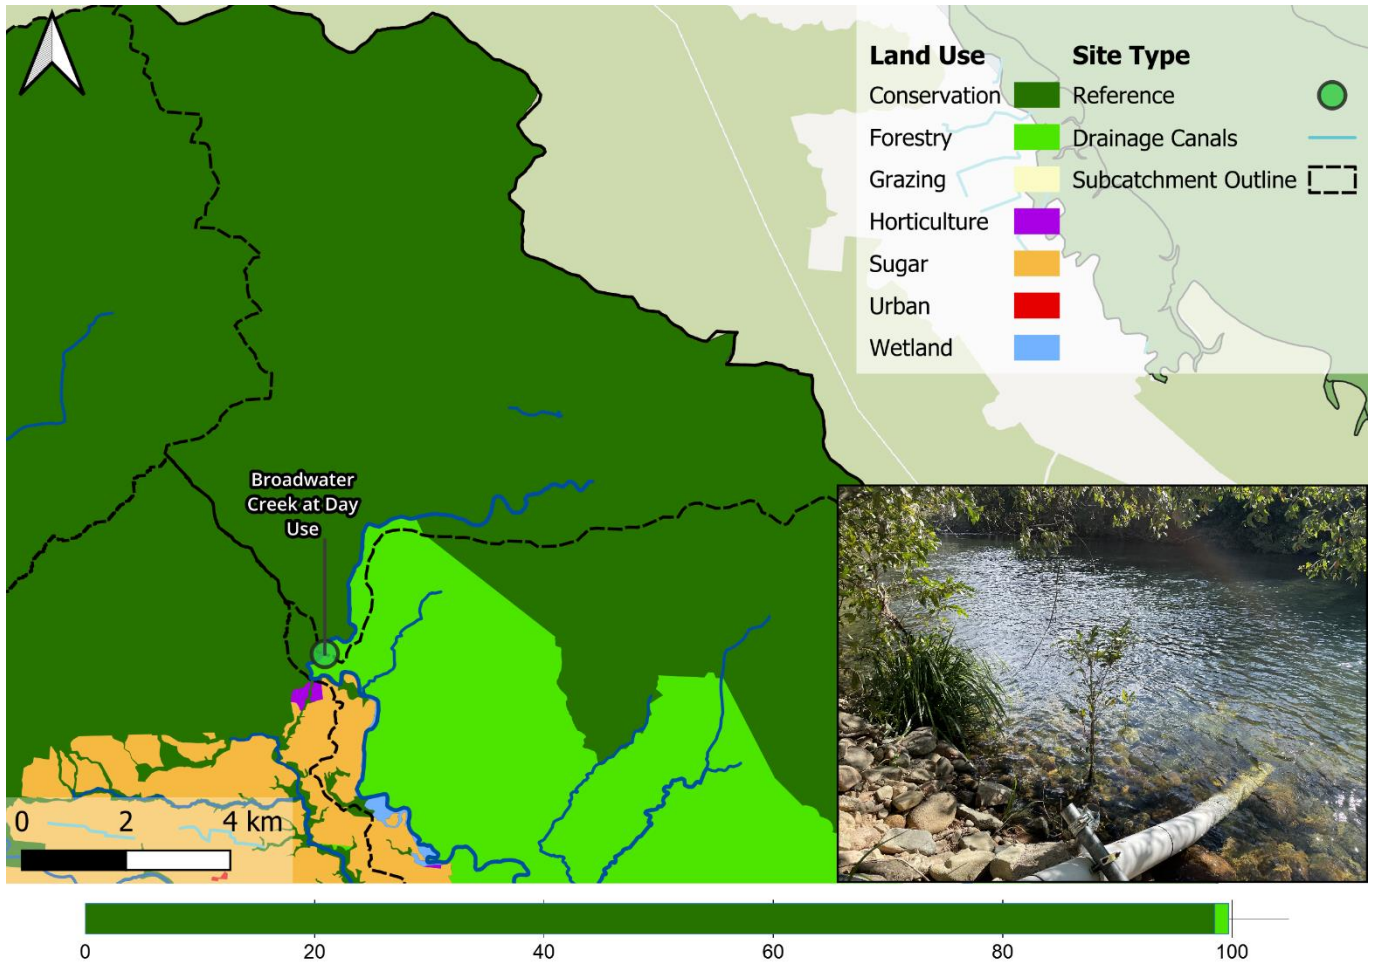 Land Use
Site Type
Conservation
Reference
Forestry
Drainage Canals
Grazing
Subcatchment Outline
Horticulture
Sugar
Urban
Wetland
Broadwater
Creek at Day
Use
0 2 4 km
0 20 40 60 80 100